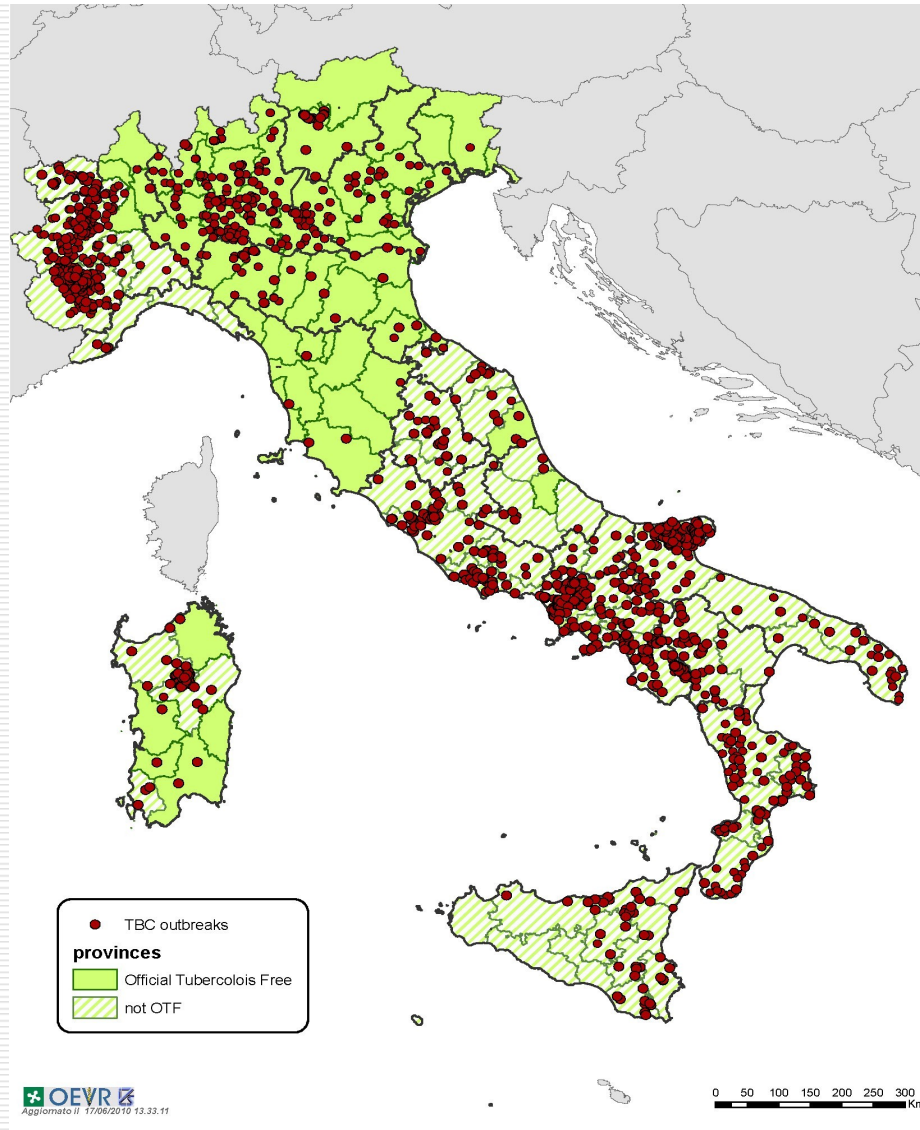 TBC outbreaks
provinces
Official Tubercolois Free
not OTF
OEVR
Aggiornato il 17/06/2010 13.33.11
0 50 100 150 200 250 300
Km